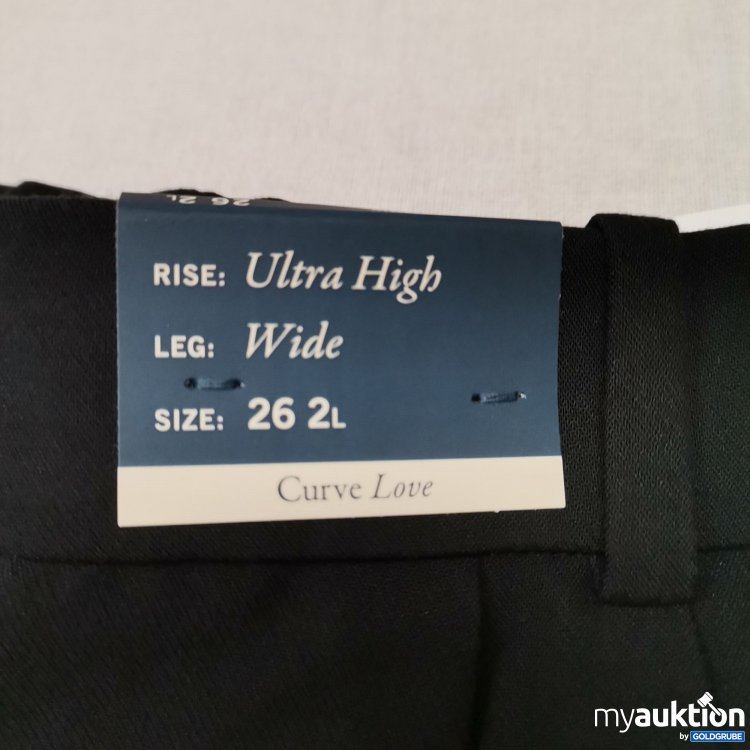 26 2L
RISE: Ultra High
LEG: Wide
SIZE: 26 2L
Curve Love
myauktion
by GOLDGRUBE